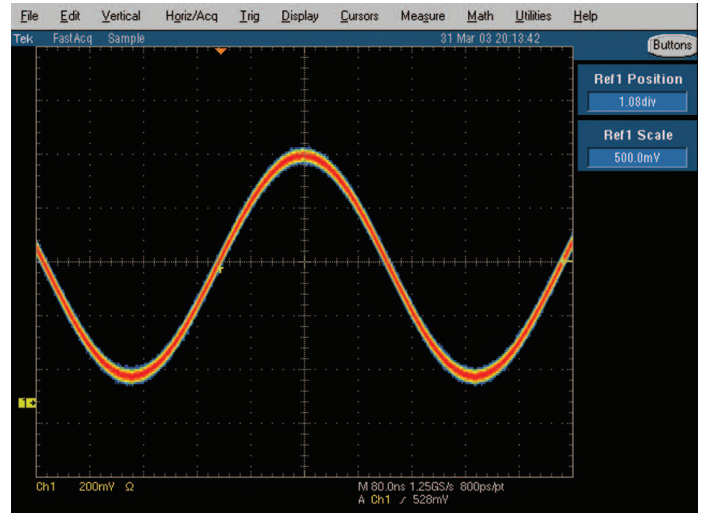 File Edit Vertical Horiz/Acq Trig Display Cursors Measure Math Utilities Help
Tek FastAcq Sample 31 Mar 03 20:13:42
Buttons
Ref1 Position
1.08div
Ref1 Scale
500.0mV
1
Ch1 200mV Ω M 80.0ns 1.25GS/s 800ps/pt
A Ch1 ⁄ 528mV